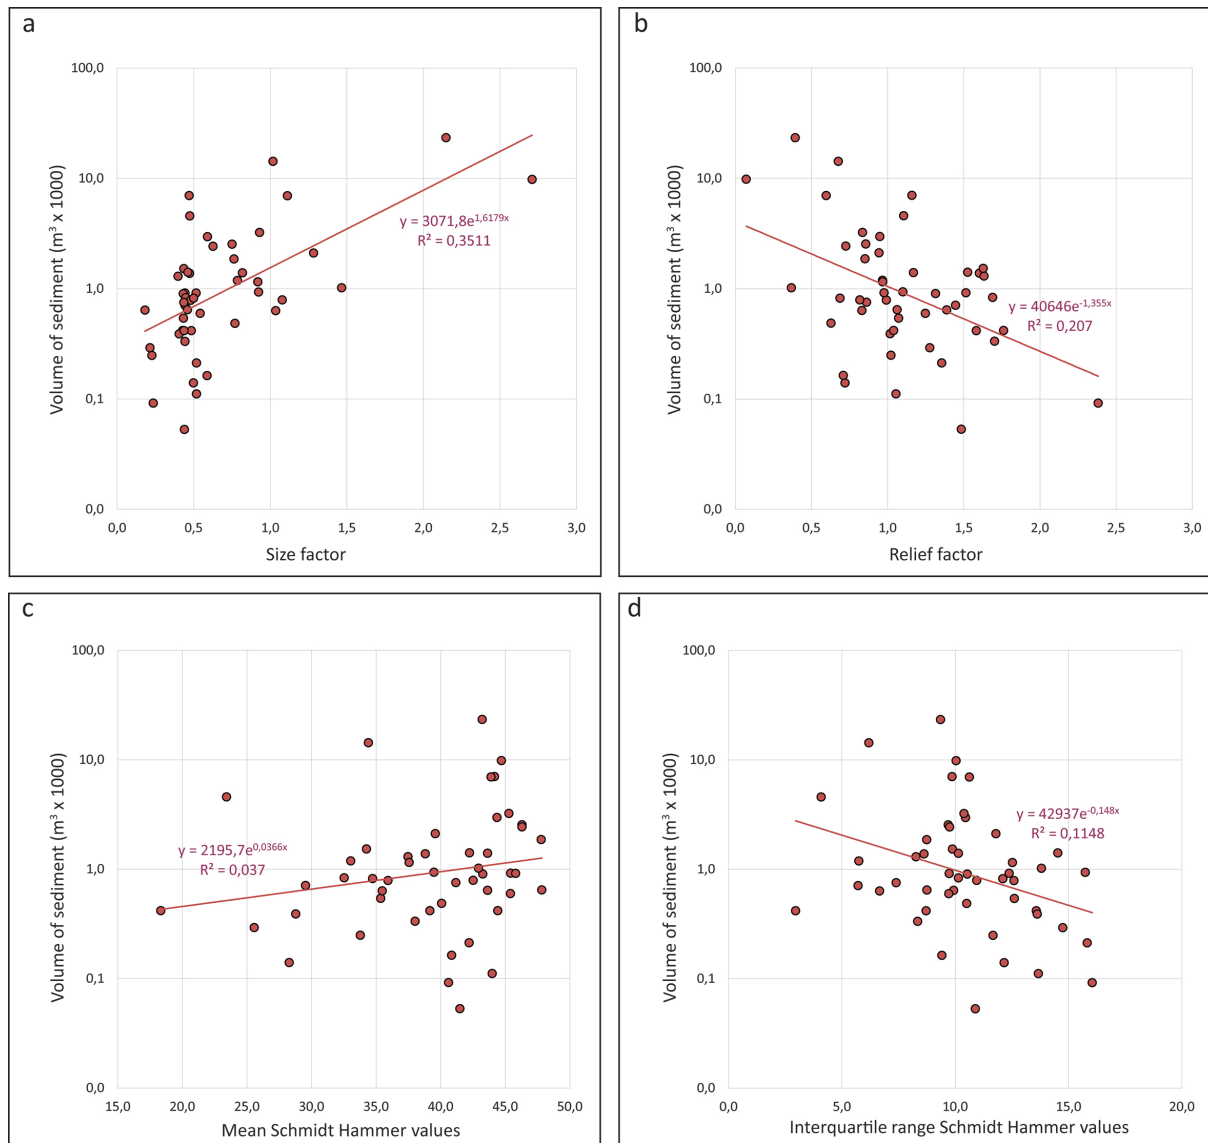 a
100,0
10,0
1,0
0,1
0,0
Volume of sediment (m³ x 1000)
y = 3071,8e^1,6179x
R² = 0,3511
0,0 0,5 1,0 1,5 2,0 2,5 3,0
Size factor
b
100,0
10,0
1,0
0,1
0,0
Volume of sediment (m³ x 1000)
y = 40646e^-1,355x
R² = 0,207
0,0 0,5 1,0 1,5 2,0 2,5 3,0
Relief factor
c
100,0
10,0
1,0
0,1
0,0
Volume of sediment (m³ x 1000)
y = 2195,7e^0,0366x
R² = 0,037
15,0 20,0 25,0 30,0 35,0 40,0 45,0 50,0
Mean Schmidt Hammer values
d
100,0
10,0
1,0
0,1
0,0
Volume of sediment (m³ x 1000)
y = 42937e^-0,148x
R² = 0,1148
0,0 5,0 10,0 15,0 20,0
Interquartile range Schmidt Hammer values